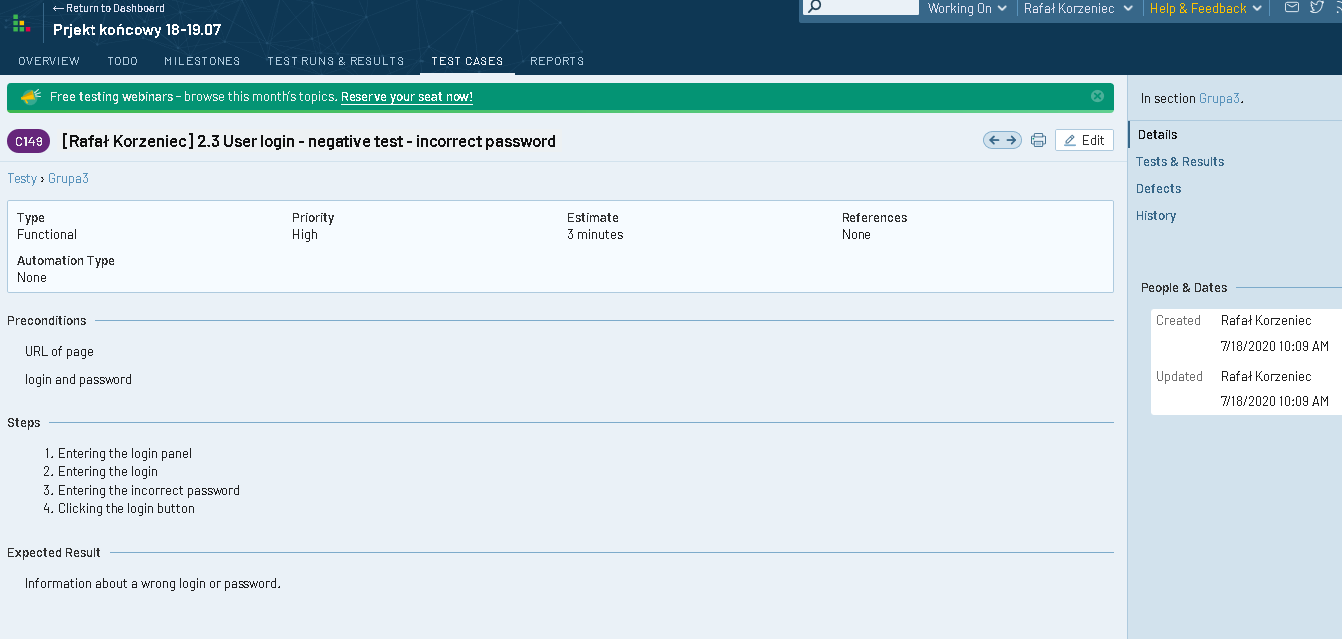 ← Return to Dashboard
Prjekt końcowy 18-19.07
Working On
Rafał Korzeniec
Help & Feedback
OVERVIEW TODO MILESTONES TEST RUNS & RESULTS TEST CASES REPORTS
Free testing webinars - browse this month's topics. Reserve your seat now!
C149 [Rafał Korzeniec] 2.3 User login - negative test - incorrect password
Edit
Testy › Grupa3
Type Priority Estimate References
Functional High 3 minutes None
Automation Type
None
Preconditions
URL of page
login and password
Steps
1. Entering the login panel
2. Entering the login
3. Entering the incorrect password
4. Clicking the login button
Expected Result
Information about a wrong login or password.
In section Grupa3.
Details
Tests & Results
Defects
History
People & Dates
Created Rafał Korzeniec
7/18/2020 10:09 AM
Updated Rafał Korzeniec
7/18/2020 10:09 AM